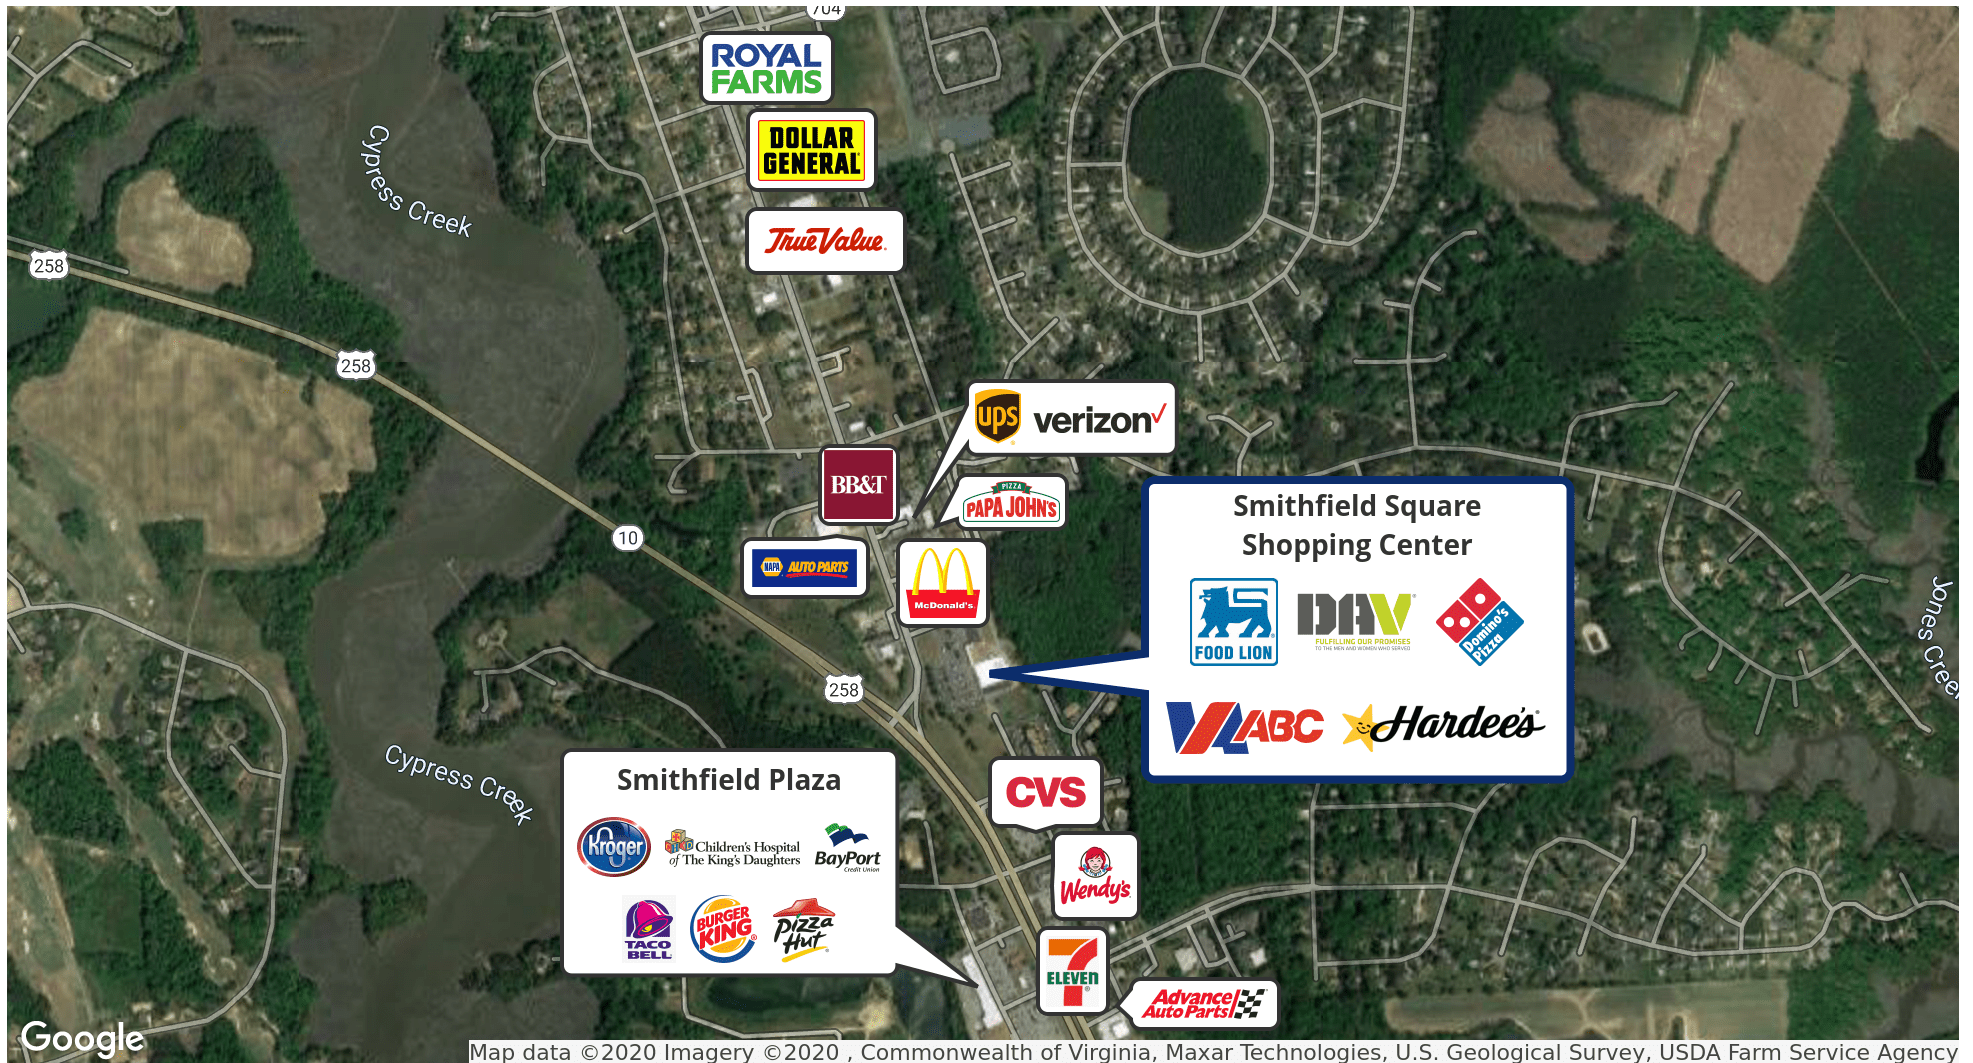 704
ROYAL
FARMS
DOLLAR
GENERAL
Cypress Creek
True Value.
258
258
ups
verizon
BB&T
PIZZA
PAPA JOHN'S
10
NAPA AUTO PARTS
McDonald's
Smithfield Square
Shopping Center
FOOD LION
DAV
FULFILLING OUR PROMISES
TO THE MEN AND WOMEN WHO SERVED
Domino's
Pizza
VA ABC
Hardee's
Jones Creek
258
Cypress Creek
Smithfield Plaza
Kroger
Children's Hospital
of The King's Daughters
BayPort
Credit Union
TACO
BELL
BURGER
KING
Pizza
Hut
CVS
Wendy's
7
ELEVEn
Advance
Auto Parts
Google
Map data ©2020 Imagery ©2020 , Commonwealth of Virginia, Maxar Technologies, U.S. Geological Survey, USDA Farm Service Agency